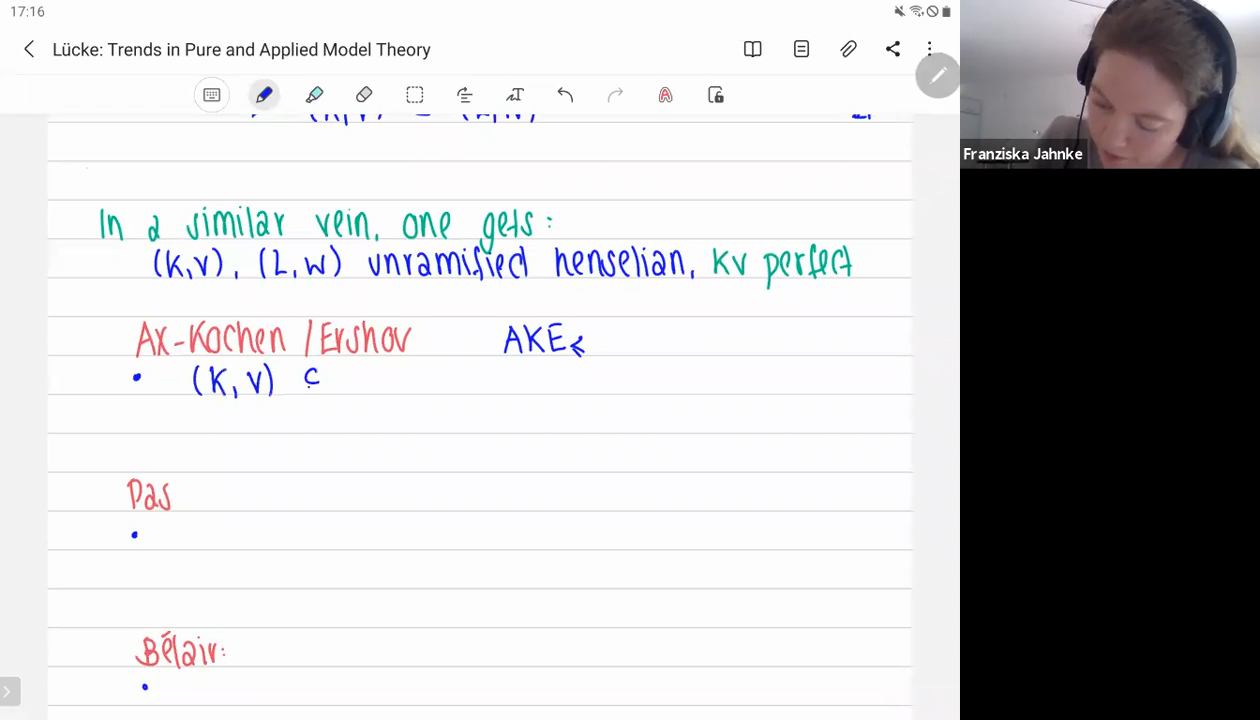 17:16
Lücke: Trends in Pure and Applied Model Theory
Franziska Jahnke
In a similar vein, one gets:
(K,v), (L,w) unramified henselian, Kv perfect
Ax-Kochen / Ershov AKE≼
• (K,v) ⊆
Pas
•
Bélair:
•